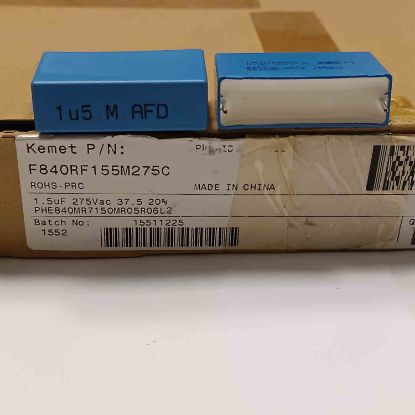 1u5 M AFD
Kemet P/N:
F840RF155M275C
ROHS-PRC MADE IN CHINA
1.5uF 275Vac 37.5 20%
PHE840MR7150MR05R06L2
Batch No: 15511225
1552